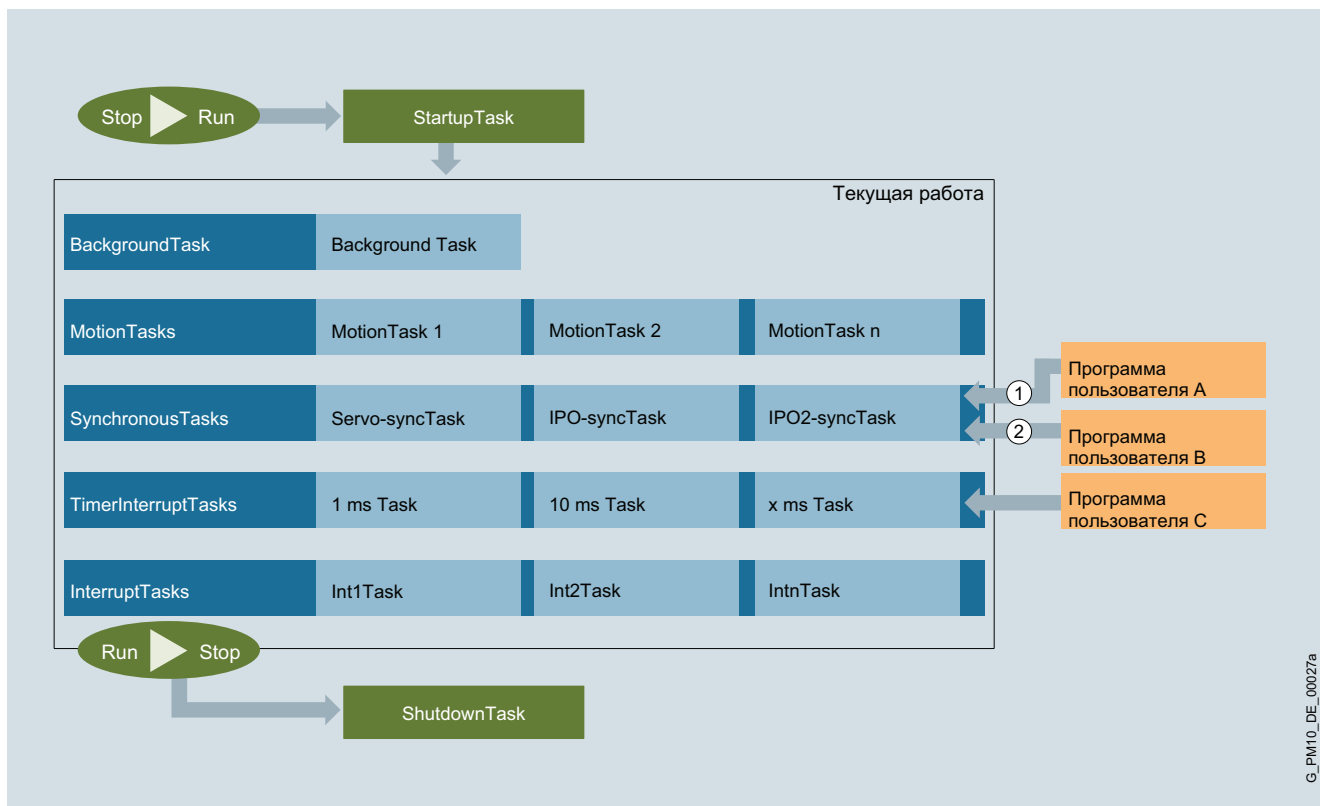 Stop Run
StartupTask
Текущая работа
BackgroundTask
Background Task
MotionTasks
MotionTask 1
MotionTask 2
MotionTask n
SynchronousTasks
Servo-syncTask
IPO-syncTask
IPO2-syncTask
TimerInterruptTasks
1 ms Task
10 ms Task
x ms Task
InterruptTasks
Int1Task
Int2Task
IntnTask
1
Программа
пользователя A
2
Программа
пользователя B
Программа
пользователя C
Run Stop
ShutdownTask
G_PM10_DE_00027a